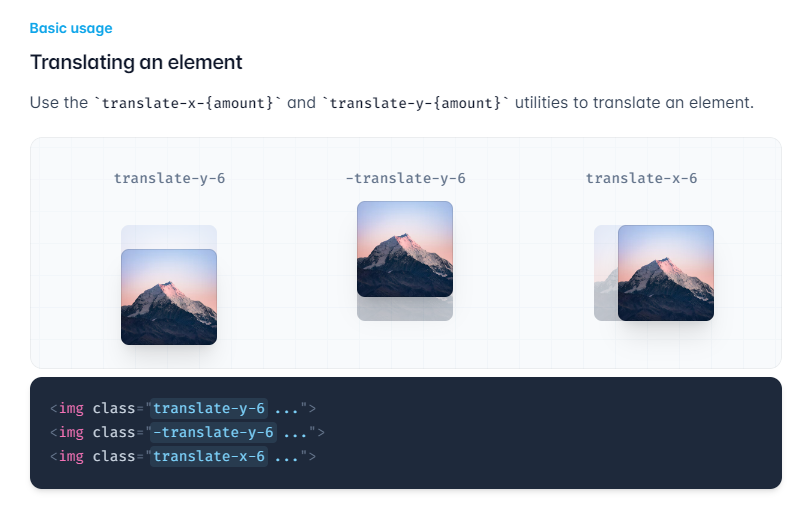 Basic usage
Translating an element
Use the `translate-x-{amount}` and `translate-y-{amount}` utilities to translate an element.
translate-y-6 -translate-y-6 translate-x-6
<img class="translate-y-6 ...">
<img class="-translate-y-6 ...">
<img class="translate-x-6 ...">